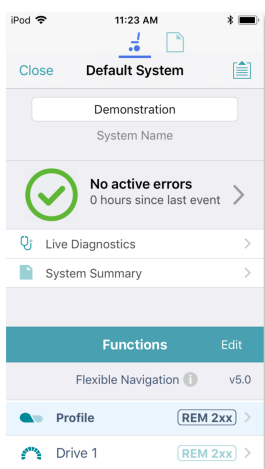 iPod 11:23 AM
Close Default System
Demonstration
System Name
No active errors
0 hours since last event
Live Diagnostics
System Summary
Functions Edit
Flexible Navigation i v5.0
Profile REM 2xx
Drive 1 REM 2xx